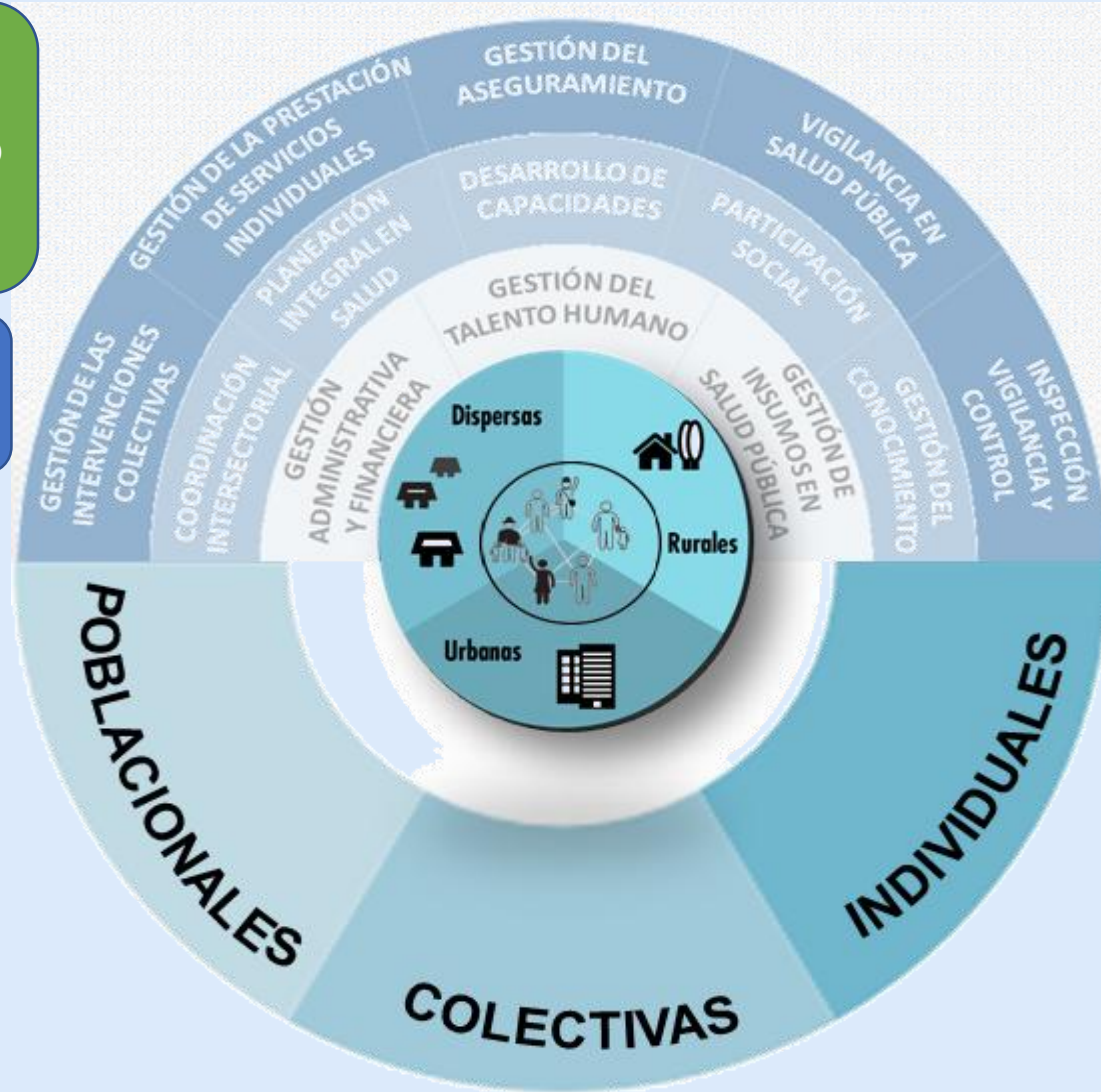 GESTIÓN DE LAS
INTERVENCIONES
COLECTIVAS
GESTIÓN DE LA PRESTACIÓN
DE SERVICIOS
INDIVIDUALES
GESTIÓN DEL
ASEGURAMIENTO
VIGILANCIA EN
SALUD PÚBLICA
INSPECCIÓN
VIGILANCIA Y
CONTROL
COORDINACIÓN
INTERSECTORIAL
PLANEACIÓN
INTEGRAL EN
SALUD
DESARROLLO DE
CAPACIDADES
PARTICIPACIÓN
SOCIAL
GESTIÓN DEL
CONOCIMIENTO
GESTIÓN
ADMINISTRATIVA
Y FINANCIERA
GESTIÓN DEL
TALENTO HUMANO
GESTIÓN DE
INSUMOS EN
SALUD PÚBLICA
Dispersas
Rurales
Urbanas
POBLACIONALES
COLECTIVAS
INDIVIDUALES